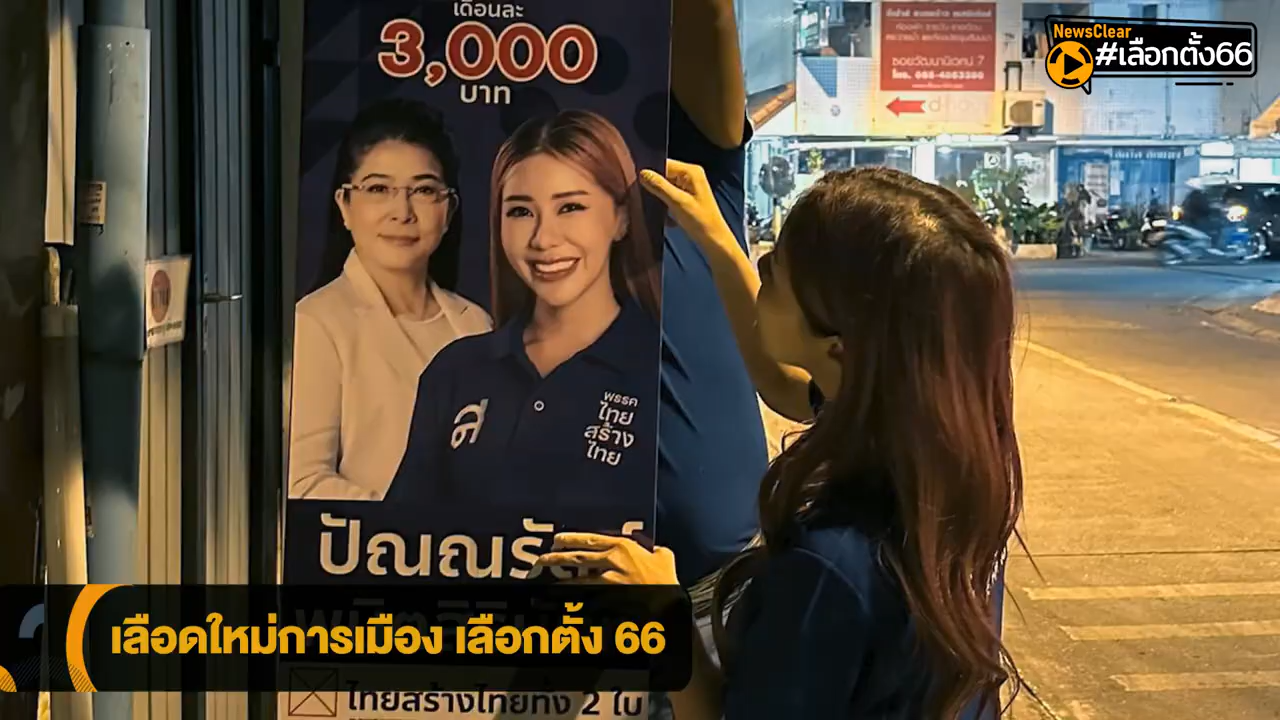 เดือนละ
3,000
บาท
NewsClear
#เลือกตั้ง66
ซอยวัฒนานิเวศน์ 7
โทร.
สี
พรรค
ไทย
สร้าง
ไทย
เลือดใหม่การเมือง เลือกตั้ง 66
ไทยสร้างไทยทั้ง 2 ใบ